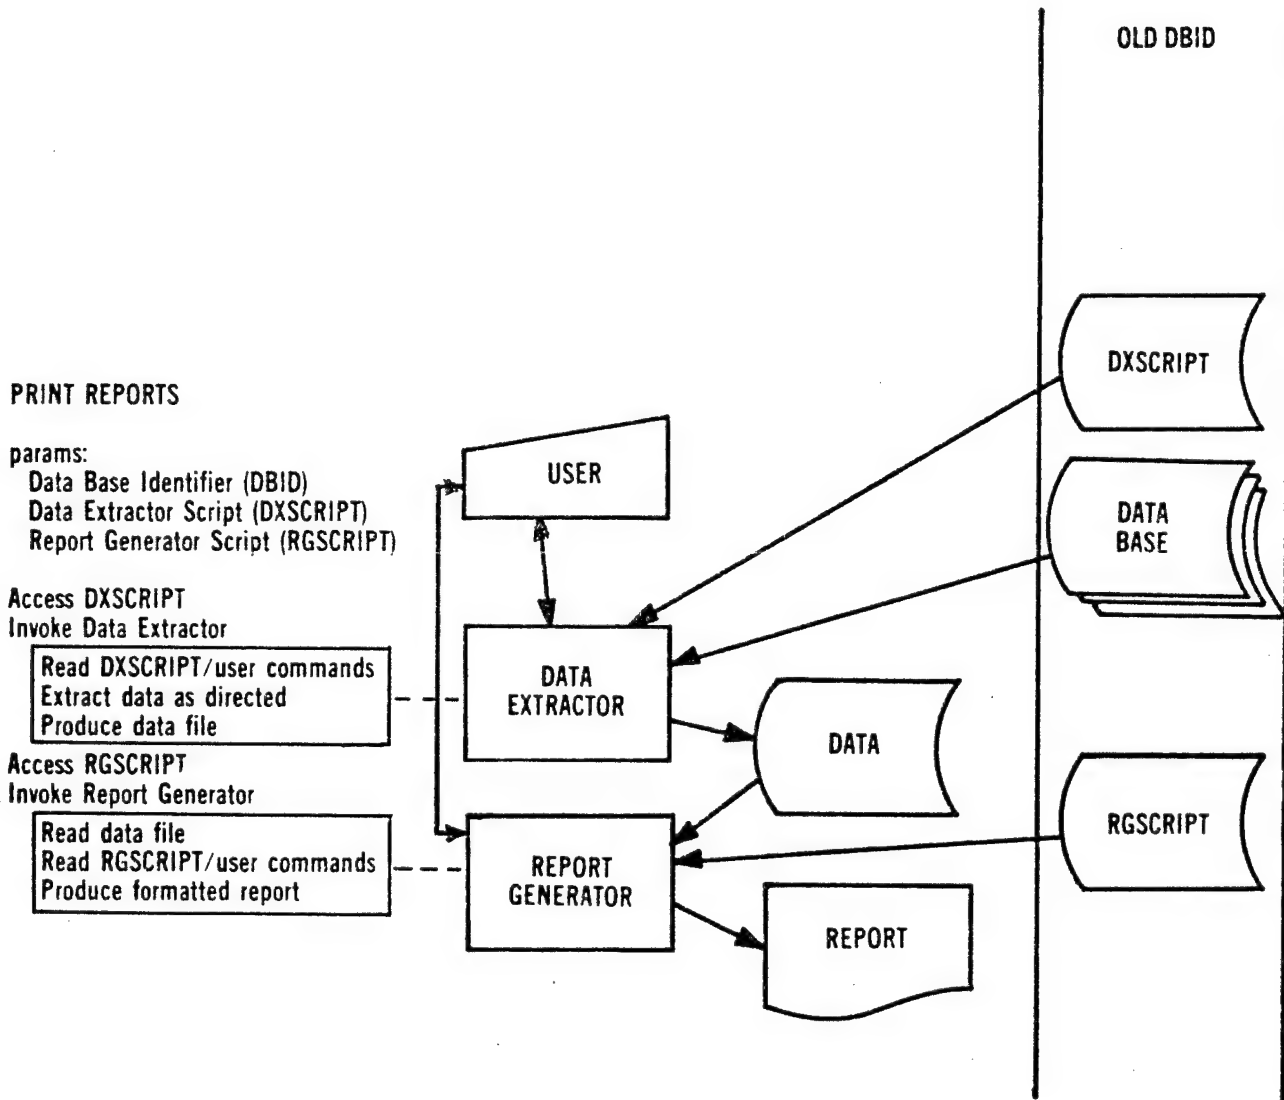 OLD DBID
DXSCRIPT
PRINT REPORTS
params:
Data Base Identifier (DBID)
Data Extractor Script (DXSCRIPT)
Report Generator Script (RGSCRIPT)
USER
DATA
BASE
Access DXSCRIPT
Invoke Data Extractor
Read DXSCRIPT/user commands
Extract data as directed
Produce data file
DATA
EXTRACTOR
DATA
Access RGSCRIPT
Invoke Report Generator
Read data file
Read RGSCRIPT/user commands
Produce formatted report
REPORT
GENERATOR
RGSCRIPT
REPORT